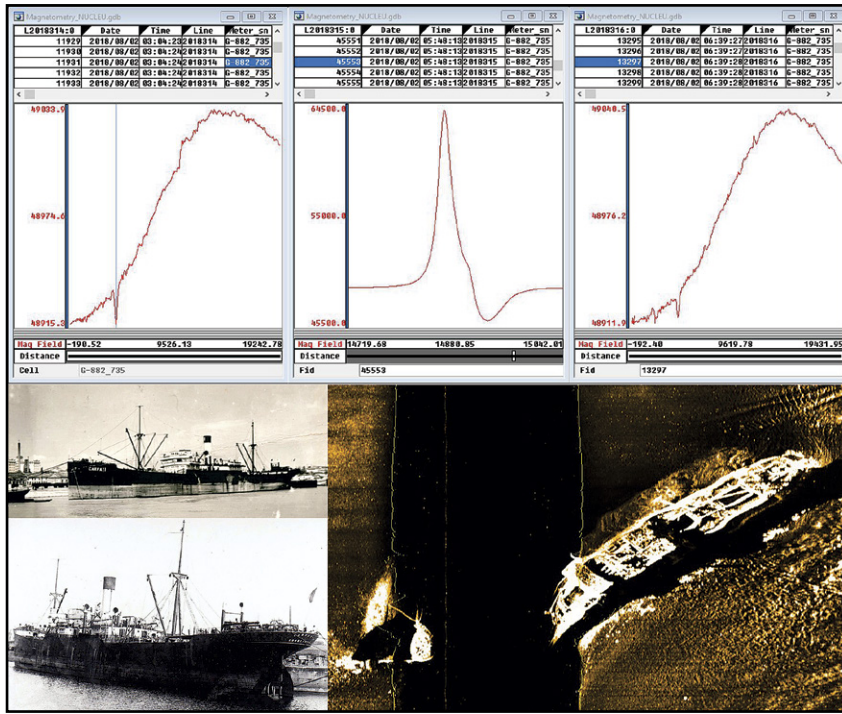 Magnetometry_NUCLEU.gdb
L2018314:0 Date Time Line Meter_sn
11929 2018/08/02 03:04:23 2018314 G-882_735
11930 2018/08/02 03:04:24 2018314 G-882_735
11931 2018/08/02 03:04:24 2018314 G-882_735
11932 2018/08/02 03:04:24 2018314 G-882_735
11933 2018/08/02 03:04:24 2018314 G-882_735
49033.9
48974.6
48915.3
Mag Field -190.52 9526.13 19242.78
Distance
Cell G-882_735
Magnetometry_NUCLEU.gdb
L2018315:0 Date Time Line Meter_sn
45551 2018/08/02 05:48:13 2018315 G-882_735
45552 2018/08/02 05:48:13 2018315 G-882_735
45553 2018/08/02 05:48:13 2018315 G-882_735
45554 2018/08/02 05:48:13 2018315 G-882_735
45555 2018/08/02 05:48:13 2018315 G-882_735
64500.0
55000.0
45500.0
Mag Field 14719.68 14880.85 15042.01
Distance
Fid 45553
Magnetometry_NUCLEU.gdb
L2018316:0 Date Time Line Meter_sn
13295 2018/08/02 06:39:27 2018316 G-882_735
13296 2018/08/02 06:39:28 2018316 G-882_735
13297 2018/08/02 06:39:28 2018316 G-882_735
13298 2018/08/02 06:39:28 2018316 G-882_735
13299 2018/08/02 06:39:28 2018316 G-882_735
49040.5
48976.2
48911.9
Mag Field -192.40 9619.78 19431.95
Distance
Fid 13297